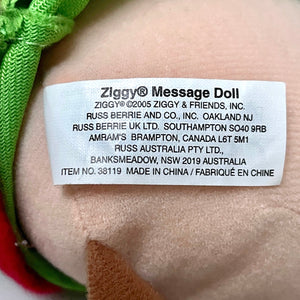 Ziggy® Message Doll
ZIGGY®©2005 ZIGGY & FRIENDS, INC.
RUSS BERRIE AND CO., INC. OAKLAND NJ
RUSS BERRIE UK LTD. SOUTHAMPTON SO40 9RB
AMRAM'S BRAMPTON, CANADA L6T 5M1
RUSS AUSTRALIA PTY LTD.,
BANKSMEADOW, NSW 2019 AUSTRALIA
ITEM NO. 38119 MADE IN CHINA / FABRIQUÉ EN CHINE